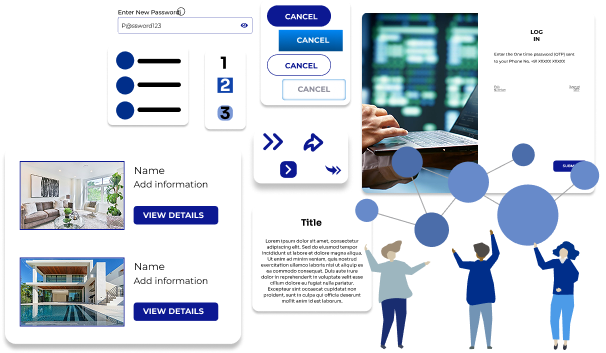 Enter New Password
P@ssword123
1
2
3
CANCEL
CANCEL
CANCEL
CANCEL
LOG
IN
Enter the One time password (OTP) sent
to your Phone No. +91 XXXXX XXXXX
SUBMIT
Name
Add information
VIEW DETAILS
Name
Add information
VIEW DETAILS
Title
Lorem ipsum dolor sit amet, consectetur
adipiscing elit. Sed do eiusmod tempor
incididunt ut labore et dolore magna aliqua.
Ut enim ad minim veniam, quis nostrud
exercitation ullamco laboris nisi ut aliquip ex
ea commodo consequat. Duis aute irure
dolor in reprehenderit in voluptate velit esse
cillum dolore eu fugiat nulla pariatur.
Excepteur sint occaecat cupidatat non
proident, sunt in culpa qui officia deserunt
mollit anim id est laborum.